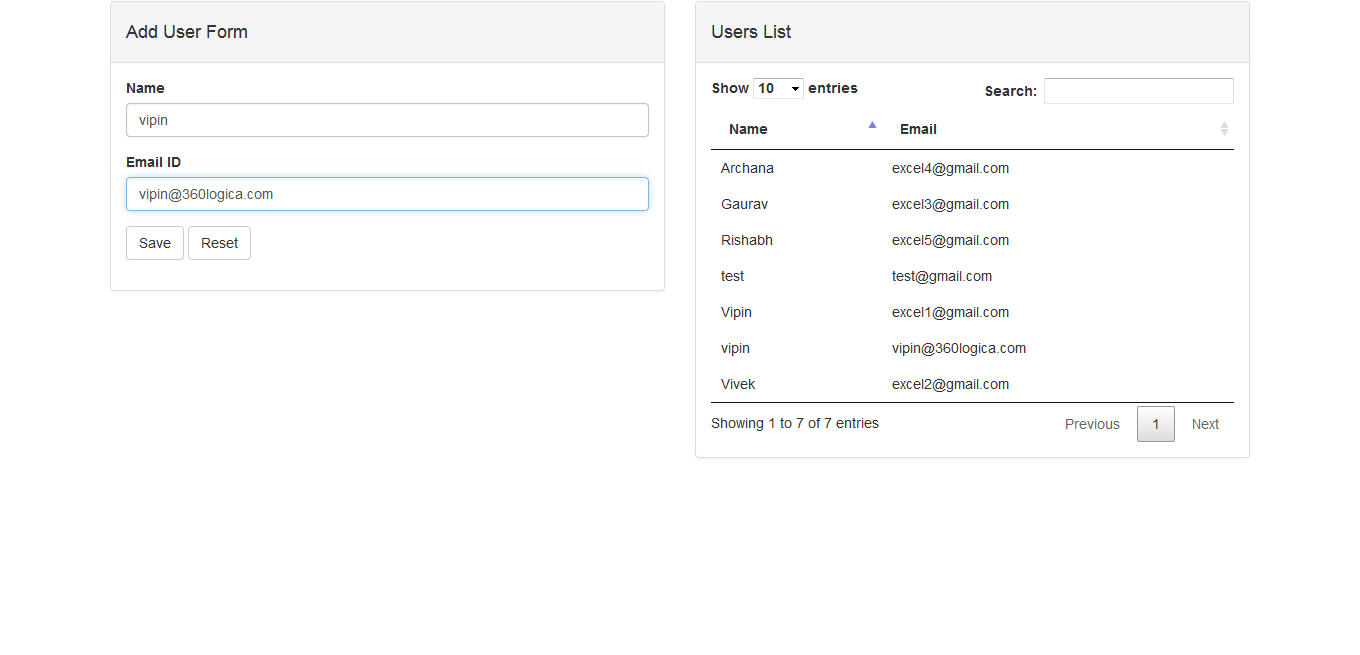 Add User Form
Name
vipin
Email ID
vipin@360logica.com
Save Reset
Users List
Show 10 entries Search:
Name Email
Archana excel4@gmail.com
Gaurav excel3@gmail.com
Rishabh excel5@gmail.com
test test@gmail.com
Vipin excel1@gmail.com
vipin vipin@360logica.com
Vivek excel2@gmail.com
Showing 1 to 7 of 7 entries Previous 1 Next